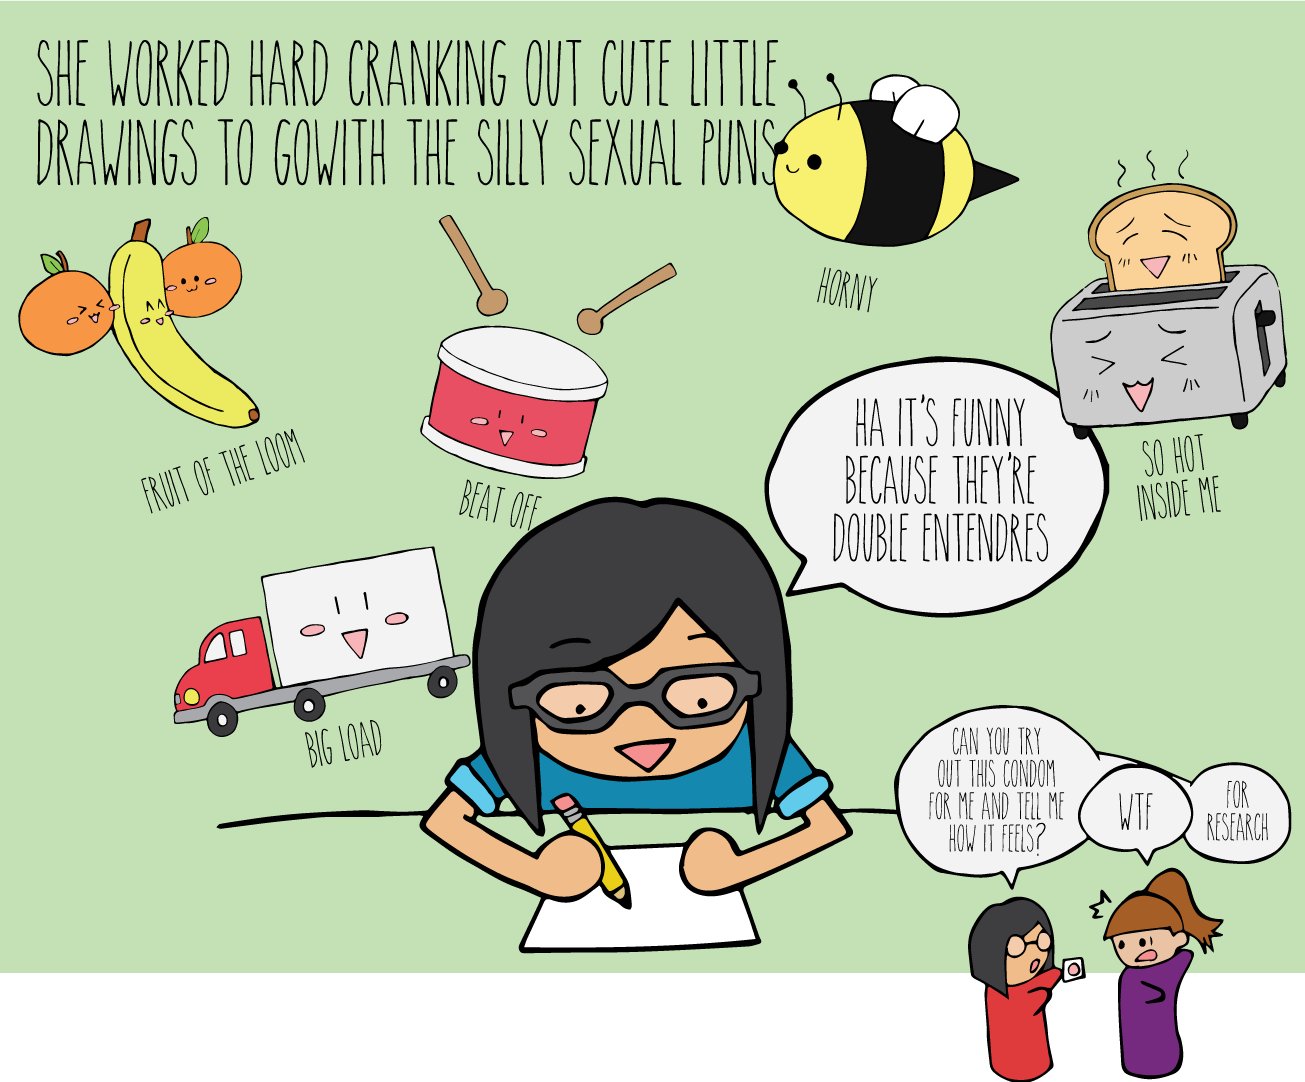 SHE WORKED HARD CRANKING OUT CUTE LITTLE
DRAWINGS TO GOWITH THE SILLY SEXUAL PUNS
HORNY
FRUIT OF THE LOOM
BEAT OFF
HA IT'S FUNNY
BECAUSE THEY'RE
DOUBLE ENTENDRES
SO HOT
INSIDE ME
BIG LOAD
CAN YOU TRY
OUT THIS CONDOM
FOR ME AND TELL ME
HOW IT FEELS?
WTF
FOR
RESEARCH